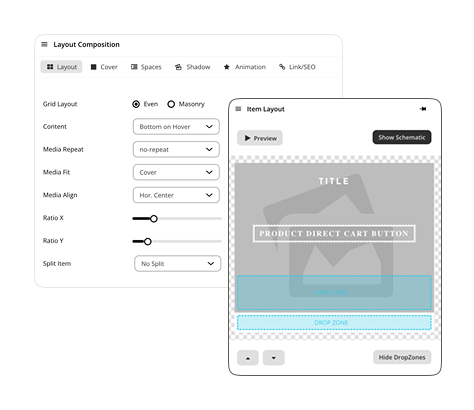 Layout Composition
Layout Cover Spaces Shadow Animation Link/SEO
Grid Layout Even Masonry
Content Bottom on Hover
Media Repeat no-repeat
Media Fit Cover
Media Align Hor. Center
Ratio X
Ratio Y
Split Item No Split
Item Layout
Preview Show Schematic
TITLE
PRODUCT DIRECT CART BUTTON
DROP ZONE
Hide DropZones